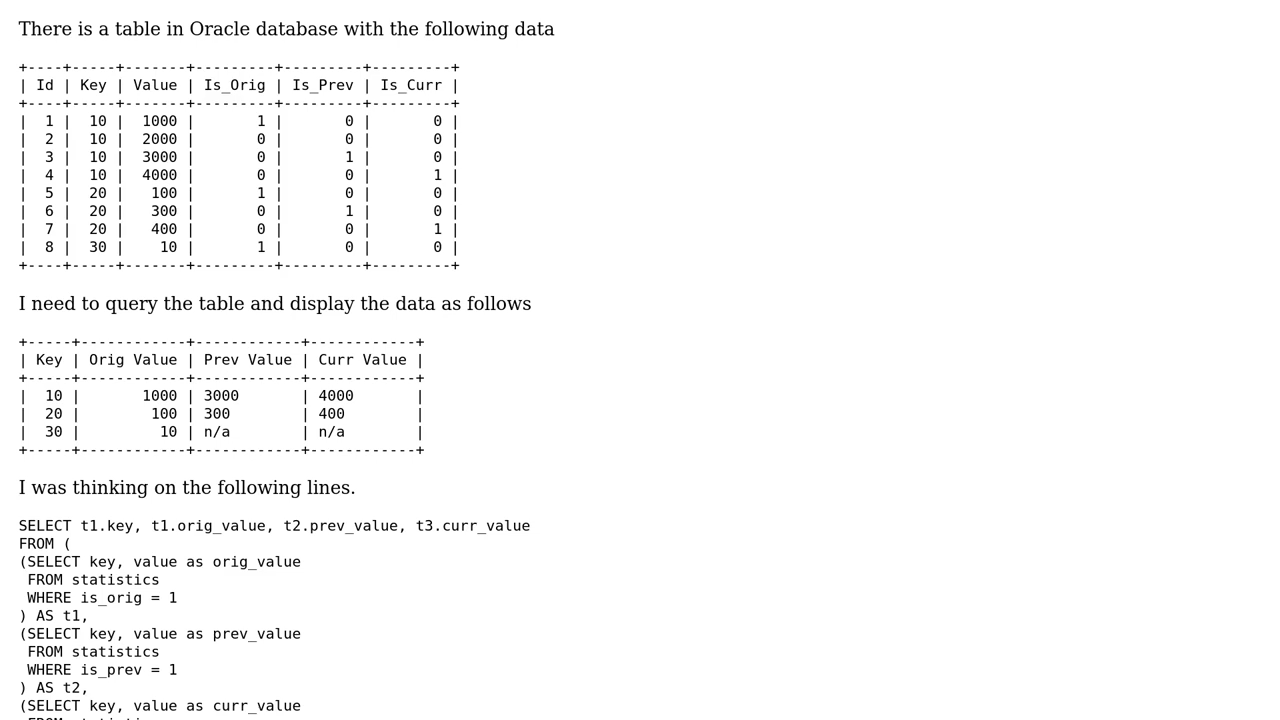 There is a table in Oracle database with the following data
+----+-----+-------+---------+---------+---------+
| Id | Key | Value | Is_Orig | Is_Prev | Is_Curr |
+----+-----+-------+---------+---------+---------+
|  1 |  10 |  1000 |       1 |       0 |       0 |
|  2 |  10 |  2000 |       0 |       0 |       0 |
|  3 |  10 |  3000 |       0 |       1 |       0 |
|  4 |  10 |  4000 |       0 |       0 |       1 |
|  5 |  20 |   100 |       1 |       0 |       0 |
|  6 |  20 |   300 |       0 |       1 |       0 |
|  7 |  20 |   400 |       0 |       0 |       1 |
|  8 |  30 |    10 |       1 |       0 |       0 |
+----+-----+-------+---------+---------+---------+
I need to query the table and display the data as follows
+-----+------------+------------+------------+
| Key | Orig Value | Prev Value | Curr Value |
+-----+------------+------------+------------+
|  10 |       1000 | 3000       | 4000       |
|  20 |        100 | 300        | 400        |
|  30 |         10 | n/a        | n/a        |
+-----+------------+------------+------------+
I was thinking on the following lines.
SELECT t1.key, t1.orig_value, t2.prev_value, t3.curr_value
FROM (
(SELECT key, value as orig_value
 FROM statistics
 WHERE is_orig = 1
) AS t1,
(SELECT key, value as prev_value
 FROM statistics
 WHERE is_prev = 1
) AS t2,
(SELECT key, value as curr_value